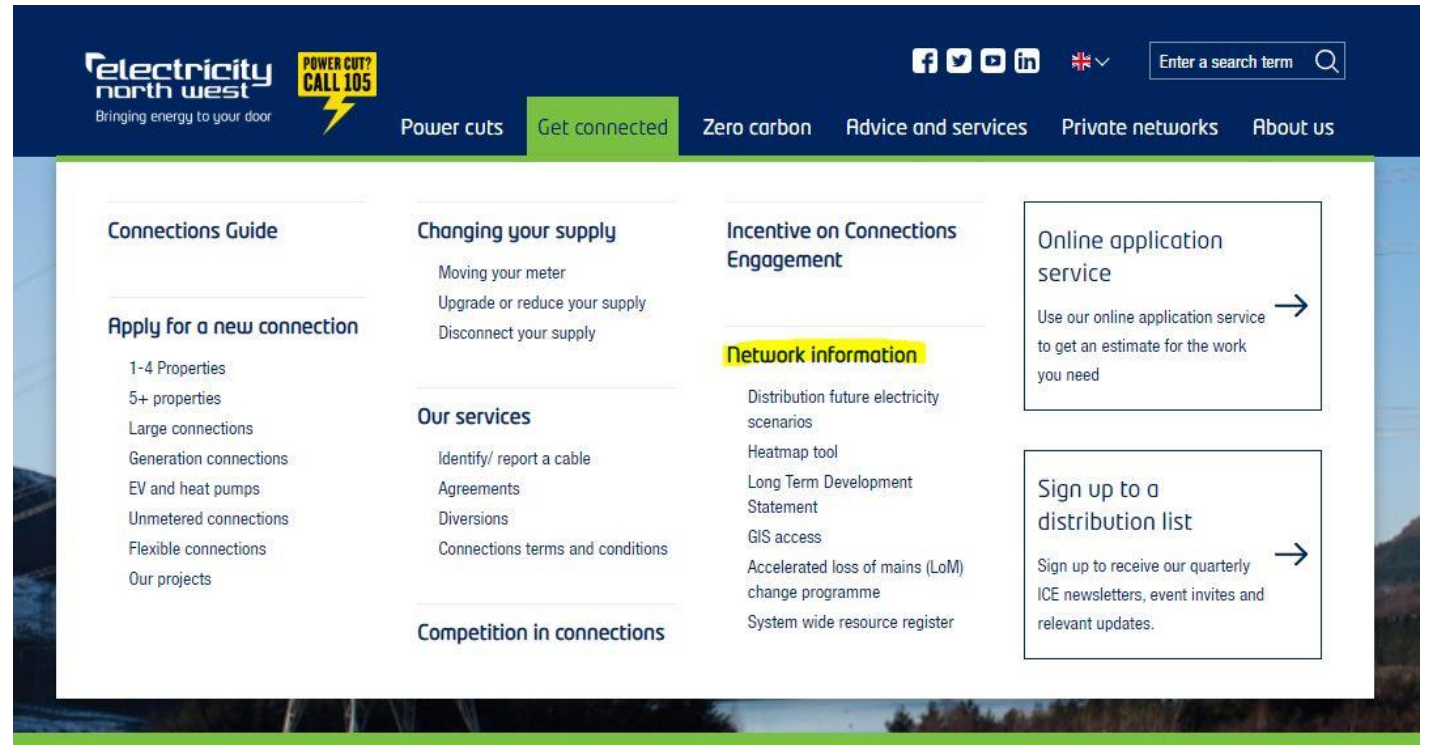 electricity
north west
Bringing energy to your door
POWER CUT?
CALL 105
Enter a search term
Power cuts
Get connected
Zero carbon
Advice and services
Private networks
About us
Connections Guide
Apply for a new connection
1-4 Properties
5+ properties
Large connections
Generation connections
EV and heat pumps
Unmetered connections
Flexible connections
Our projects
Changing your supply
Moving your meter
Upgrade or reduce your supply
Disconnect your supply
Our services
Identify/ report a cable
Agreements
Diversions
Connections terms and conditions
Competition in connections
Incentive on Connections
Engagement
Network information
Distribution future electricity
scenarios
Heatmap tool
Long Term Development
Statement
GIS access
Accelerated loss of mains (LoM)
change programme
System wide resource register
Online application
service
Use our online application service
to get an estimate for the work
you need
Sign up to a
distribution list
Sign up to receive our quarterly
ICE newsletters, event invites and
relevant updates.